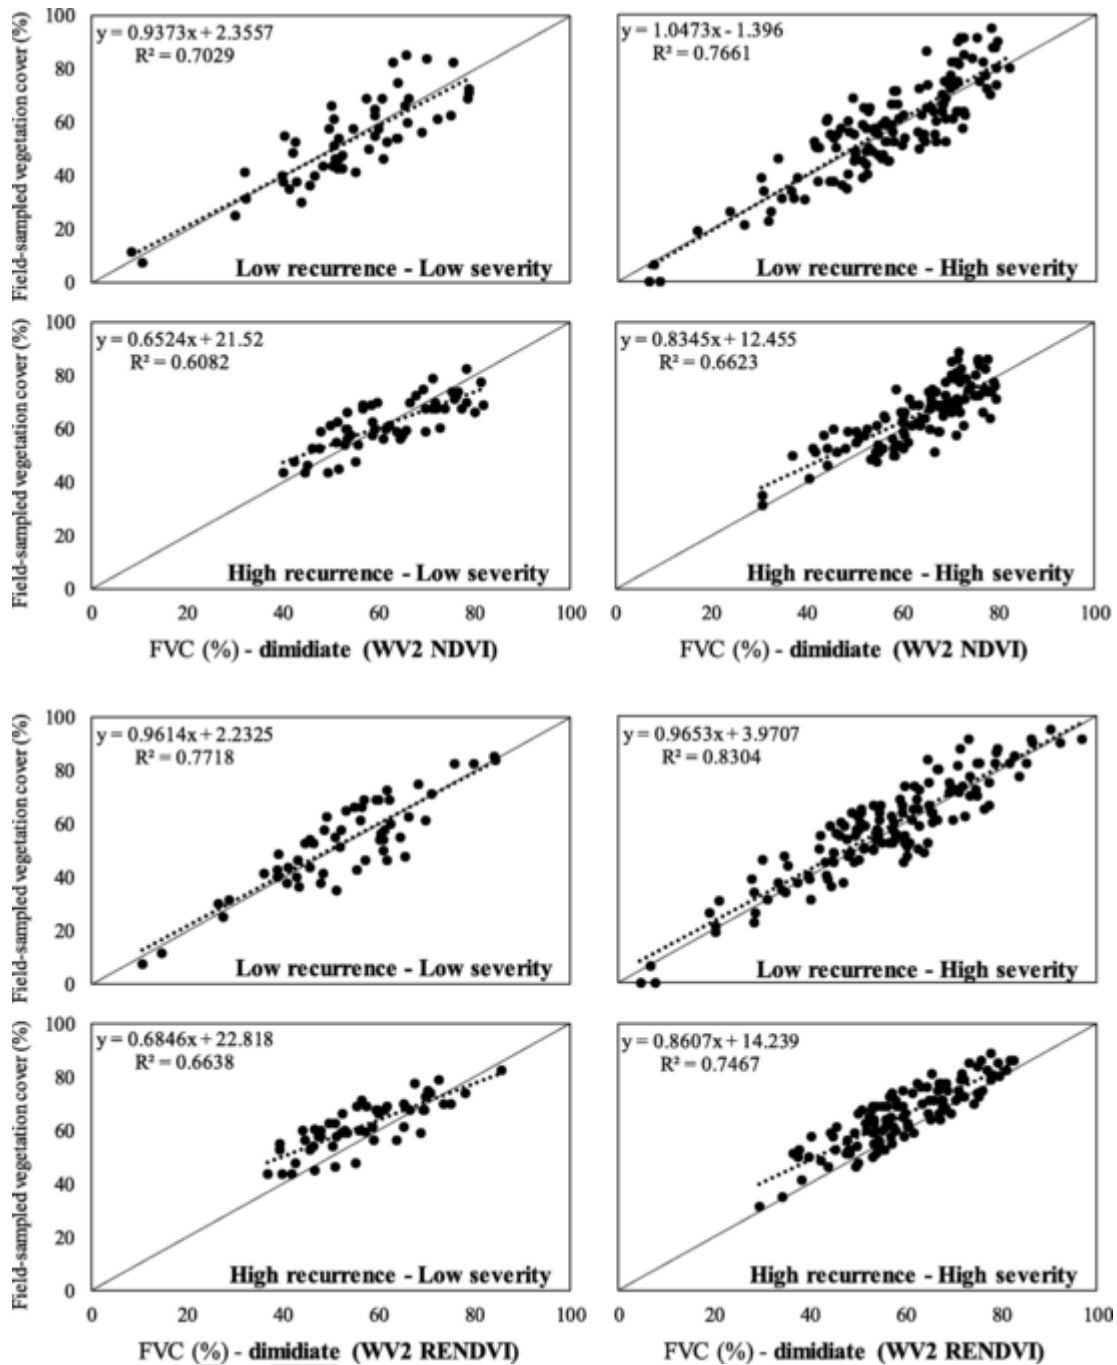 Field-sampled vegetation cover (%)
100
80
60
40
20
0
y = 0.9373x + 2.3557
R² = 0.7029
Low recurrence - Low severity
y = 1.0473x - 1.396
R² = 0.7661
Low recurrence - High severity
Field-sampled vegetation cover (%)
100
80
60
40
20
0
y = 0.6524x + 21.52
R² = 0.6082
High recurrence - Low severity
y = 0.8345x + 12.455
R² = 0.6623
High recurrence - High severity
0 20 40 60 80 100
0 20 40 60 80 100
FVC (%) - dimidiate (WV2 NDVI)
FVC (%) - dimidiate (WV2 NDVI)
Field-sampled vegetation cover (%)
100
80
60
40
20
0
y = 0.9614x + 2.2325
R² = 0.7718
Low recurrence - Low severity
y = 0.9653x + 3.9707
R² = 0.8304
Low recurrence - High severity
Field-sampled vegetation cover (%)
100
80
60
40
20
0
y = 0.6846x + 22.818
R² = 0.6638
High recurrence - Low severity
y = 0.8607x + 14.239
R² = 0.7467
High recurrence - High severity
0 20 40 60 80 100
0 20 40 60 80 100
FVC (%) - dimidiate (WV2 RENDVI)
FVC (%) - dimidiate (WV2 RENDVI)